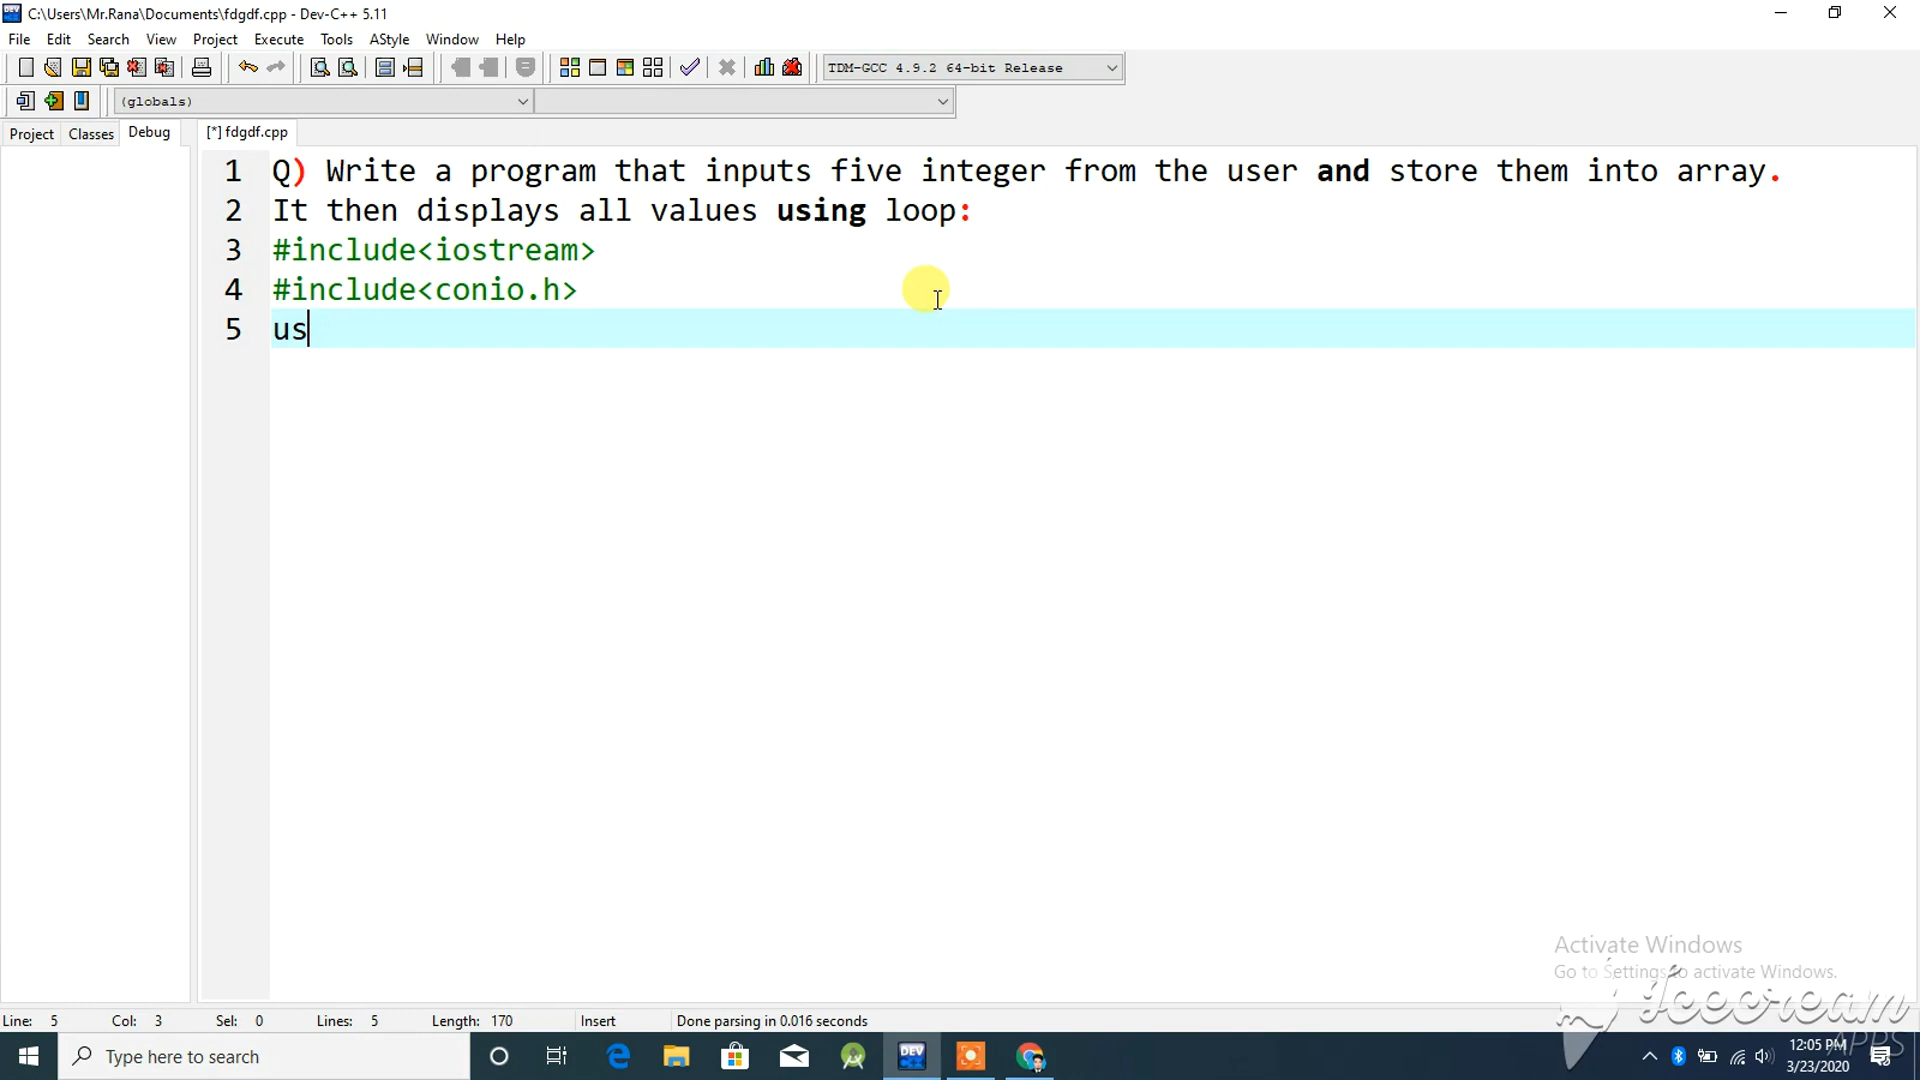 C:\Users\Mr.Rana\Documents\fdgdf.cpp - Dev-C++ 5.11
File Edit Search View Project Execute Tools AStyle Window Help
TDM-GCC 4.9.2 64-bit Release
(globals)
Project Classes Debug [*] fdgdf.cpp
1 Q) Write a program that inputs five integer from the user and store them into array.
2 It then displays all values using loop:
3 #include<iostream>
4 #include<conio.h>
5 us
Activate Windows
Go to Settings to activate Windows.
Icecream
APPS
Line: 5 Col: 3 Sel: 0 Lines: 5 Length: 170 Insert Done parsing in 0.016 seconds
Type here to search
DEV
12:05 PM
3/23/2020